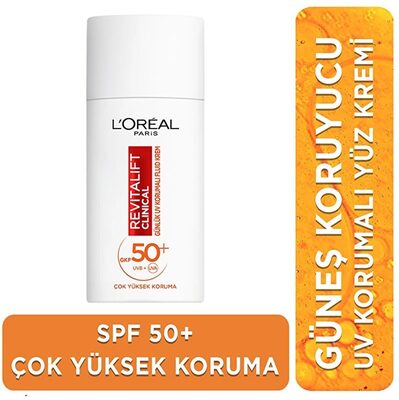 L'ORÉAL
PARIS
REVITALIFT
CLINICAL
GÜNLÜK UV KORUMALI FLUID KREM
GKF 50+
UVB + UVA
ÇOK YÜKSEK KORUMA
SPF 50+
ÇOK YÜKSEK KORUMA
GÜNEŞ KORUYUCU
UV KORUMALI YÜZ KREMİ